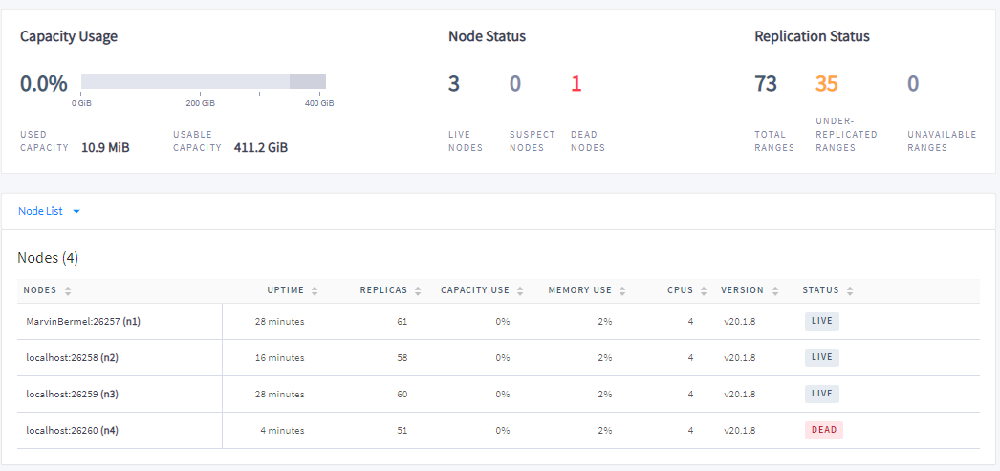 Capacity Usage
Node Status
Replication Status
0.0%
0 GiB
200 GiB
400 GiB
3
0
1
73
35
0
USED CAPACITY
10.9 MiB
USABLE CAPACITY
411.2 GiB
LIVE NODES
SUSPECT NODES
DEAD NODES
TOTAL RANGES
UNDER-REPLICATED RANGES
UNAVAILABLE RANGES
Node List
Nodes (4)
NODES UPTIME REPLICAS CAPACITY USE MEMORY USE CPUS VERSION STATUS
MarvinBermel:26257 (n1) 28 minutes 61 0% 2% 4 v20.1.8 LIVE
localhost:26258 (n2) 16 minutes 58 0% 2% 4 v20.1.8 LIVE
localhost:26259 (n3) 28 minutes 60 0% 2% 4 v20.1.8 LIVE
localhost:26260 (n4) 4 minutes 51 0% 2% 4 v20.1.8 DEAD